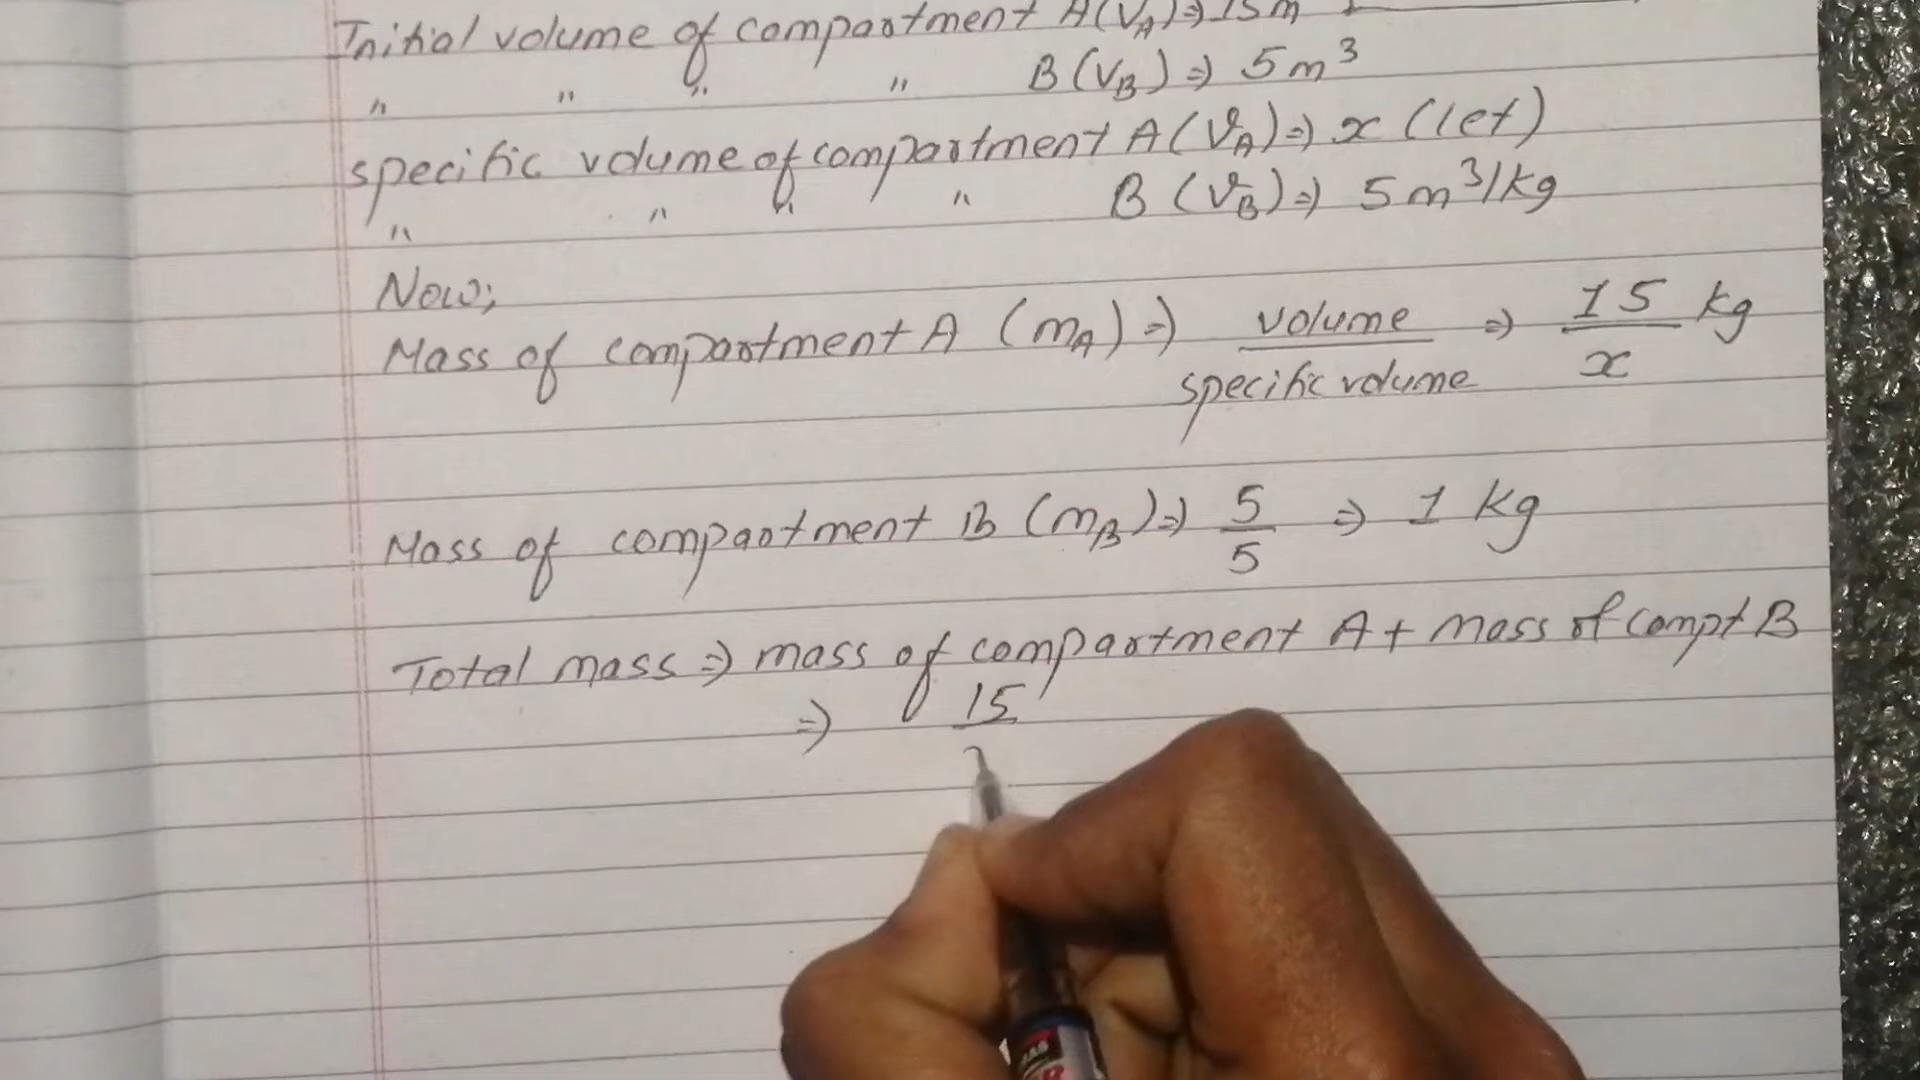 Initial volume of compartment A(VA) ⇒ 15m
" " " " B(VB) ⇒ 5m³
specific volume of compartment A(vA) ⇒ x (let)
" " " " B (vB) ⇒ 5m³/kg
Now;
Mass of compartment A (mA) ⇒ volume/specific volume ⇒ 15/x kg
Mass of compartment B (mB) ⇒ 5/5 ⇒ 1 kg
Total mass ⇒ mass of compartment A + mass of compt B
⇒ 15